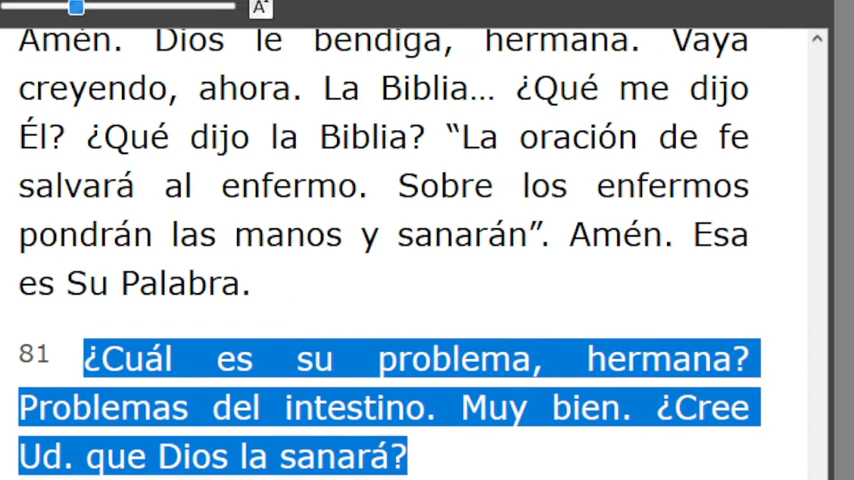 A
Amén. Dios le bendiga, hermana. Vaya
creyendo, ahora. La Biblia… ¿Qué me dijo
Él? ¿Qué dijo la Biblia? “La oración de fe
salvará al enfermo. Sobre los enfermos
pondrán las manos y sanarán”. Amén. Esa
es Su Palabra.
81 ¿Cuál es su problema, hermana?
Problemas del intestino. Muy bien. ¿Cree
Ud. que Dios la sanará?